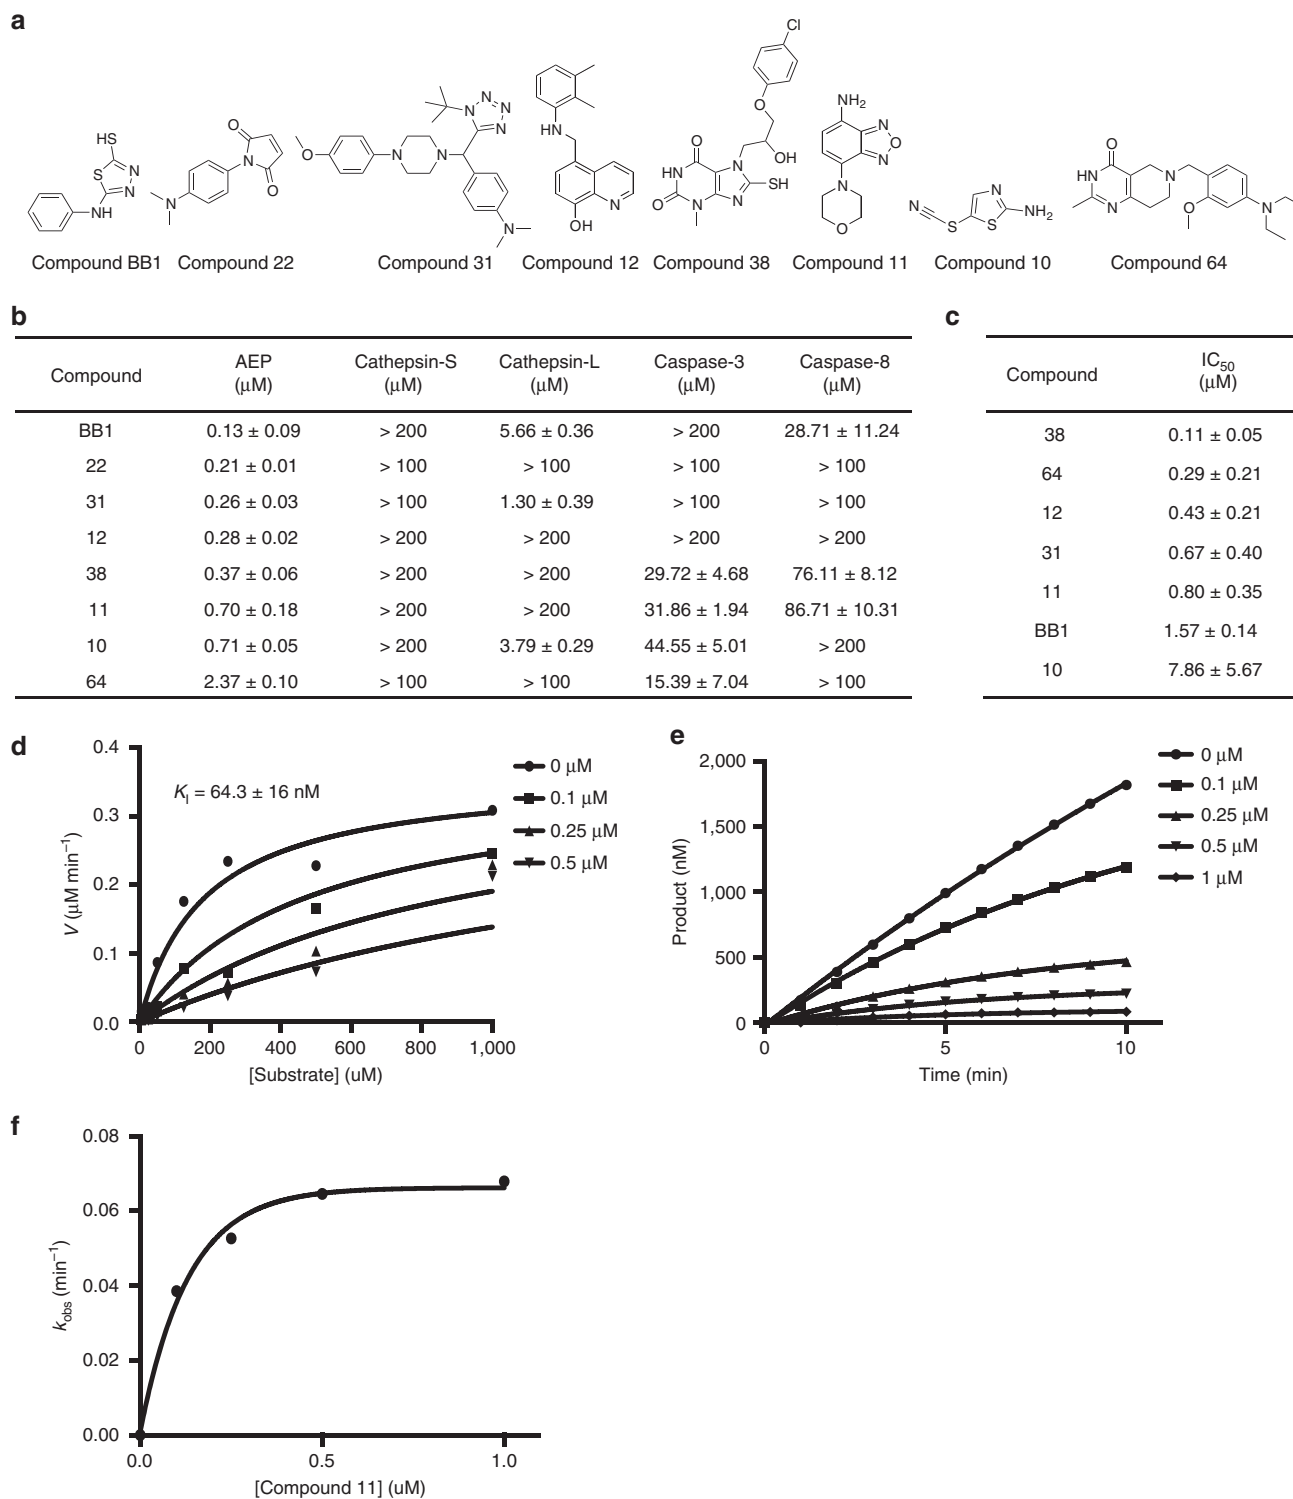 a
Cl
O
OH
HS
N
N
S
NH
O
N
O
N
N
N
N
N
O
N
N
N
HN
N
OH
O
HN
N
O
N
N
SH
NH2
N
O
N
N
O
N
N
S
S
NH2
O
HN
N
N
O
N
Compound BB1 Compound 22 Compound 31 Compound 12 Compound 38 Compound 11 Compound 10 Compound 64
b
Compound AEP (μM) Cathepsin-S (μM) Cathepsin-L (μM) Caspase-3 (μM) Caspase-8 (μM)
BB1 0.13 ± 0.09 > 200 5.66 ± 0.36 > 200 28.71 ± 11.24
22 0.21 ± 0.01 > 100 > 100 > 100 > 100
31 0.26 ± 0.03 > 100 1.30 ± 0.39 > 100 > 100
12 0.28 ± 0.02 > 200 > 200 > 200 > 200
38 0.37 ± 0.06 > 200 > 200 29.72 ± 4.68 76.11 ± 8.12
11 0.70 ± 0.18 > 200 > 200 31.86 ± 1.94 86.71 ± 10.31
10 0.71 ± 0.05 > 200 3.79 ± 0.29 44.55 ± 5.01 > 200
64 2.37 ± 0.10 > 100 > 100 15.39 ± 7.04 > 100
c
Compound IC50 (μM)
38 0.11 ± 0.05
64 0.29 ± 0.21
12 0.43 ± 0.21
31 0.67 ± 0.40
11 0.80 ± 0.35
BB1 1.57 ± 0.14
10 7.86 ± 5.67
d
KI = 64.3 ± 16 nM
0 μM
0.1 μM
0.25 μM
0.5 μM
V (μM min−1)
0.4
0.3
0.2
0.1
0.0
0 200 400 600 800 1,000
[Substrate] (uM)
e
0 μM
0.1 μM
0.25 μM
0.5 μM
1 μM
Product (nM)
2,000
1,500
1,000
500
0
0 5 10
Time (min)
f
kobs (min−1)
0.08
0.06
0.04
0.02
0.00
0.0 0.5 1.0
[Compound 11] (uM)